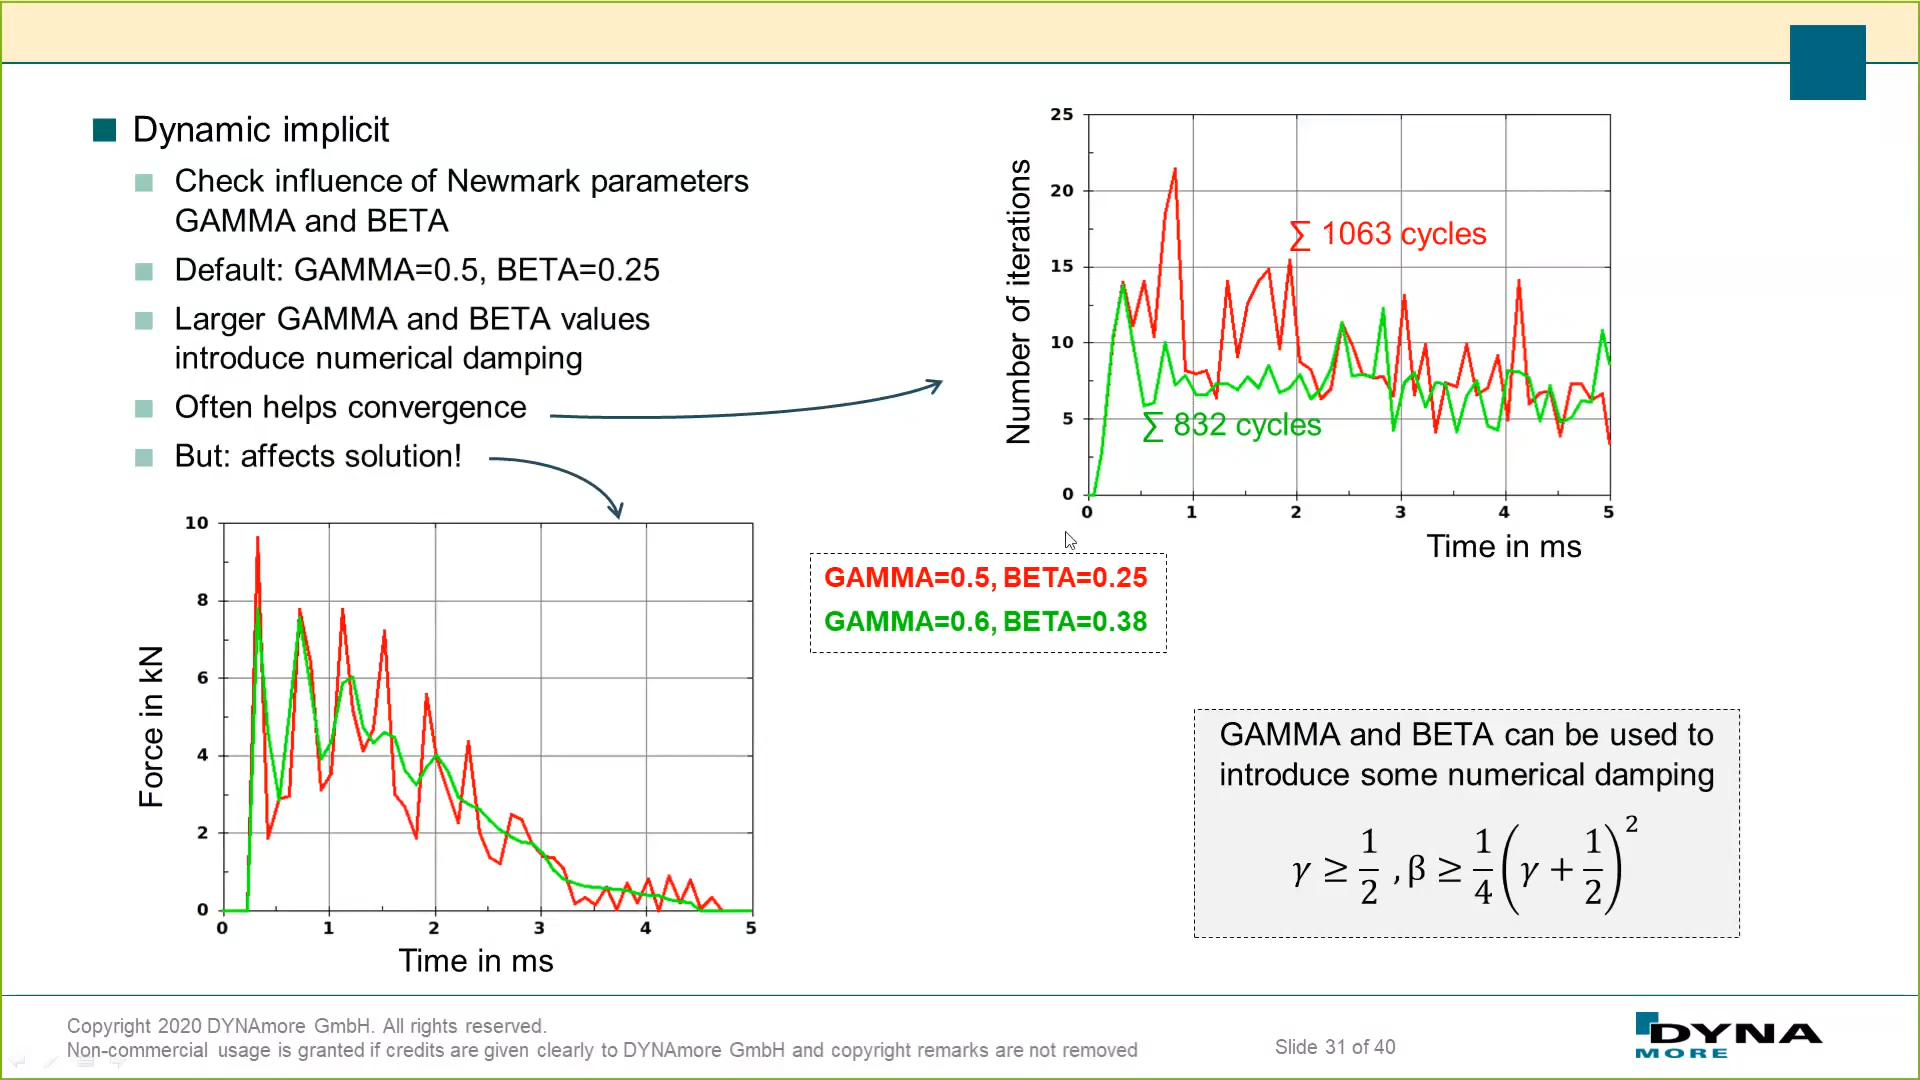 Dynamic implicit
Check influence of Newmark parameters
GAMMA and BETA
Default: GAMMA=0.5, BETA=0.25
Larger GAMMA and BETA values
introduce numerical damping
Often helps convergence
But: affects solution!
25
20
15
10
5
0
0 1 2 3 4 5
Number of iterations
Time in ms
∑ 1063 cycles
∑ 832 cycles
10
8
6
4
2
0
0 1 2 3 4 5
Force in kN
Time in ms
GAMMA=0.5, BETA=0.25
GAMMA=0.6, BETA=0.38
GAMMA and BETA can be used to
introduce some numerical damping
γ ≥ 1/2 , β ≥ 1/4 (γ + 1/2)²
Copyright 2020 DYNAmore GmbH. All rights reserved.
Non-commercial usage is granted if credits are given clearly to DYNAmore GmbH and copyright remarks are not removed
Slide 31 of 40
DYNA
MORE